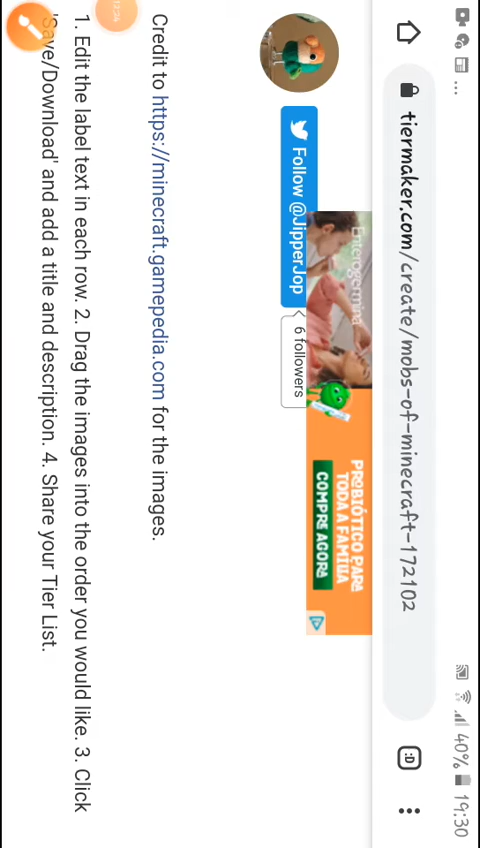 40% 19:30
tiermaker.com/create/mobs-of-minecraft-172102
:D
Enterogermina
PROBIÓTICO PARA
TODA A FAMÍLIA
COMPRE AGORA
Follow @JipperJop
6 followers
Credit to https://minecraft.gamepedia.com for the images.
13:24
1. Edit the label text in each row. 2. Drag the images into the order you would like. 3. Click
'Save/Download' and add a title and description. 4. Share your Tier List.